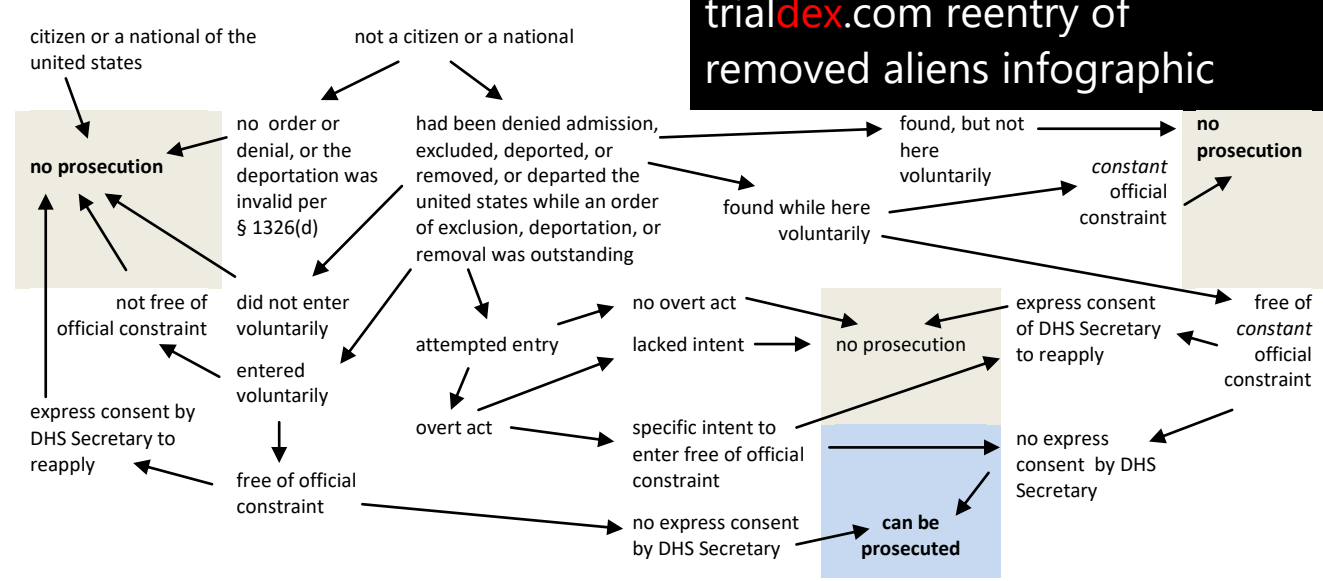 trialdex.com reentry of
removed aliens infographic
citizen or a national of the
united states
not a citizen or a national
no prosecution
no order or
denial, or the
deportation was
invalid per
§ 1326(d)
had been denied admission,
excluded, deported, or
removed, or departed the
united states while an order
of exclusion, deportation, or
removal was outstanding
found, but not
here
voluntarily
no
prosecution
constant
official
constraint
found while here
voluntarily
not free of
official constraint
did not enter
voluntarily
entered
voluntarily
attempted entry
no overt act
lacked intent
no prosecution
express consent
of DHS Secretary
to reapply
free of
constant
official
constraint
express consent by
DHS Secretary to
reapply
overt act
specific intent to
enter free of official
constraint
no express
consent by DHS
Secretary
free of official
constraint
no express consent
by DHS Secretary
can be
prosecuted